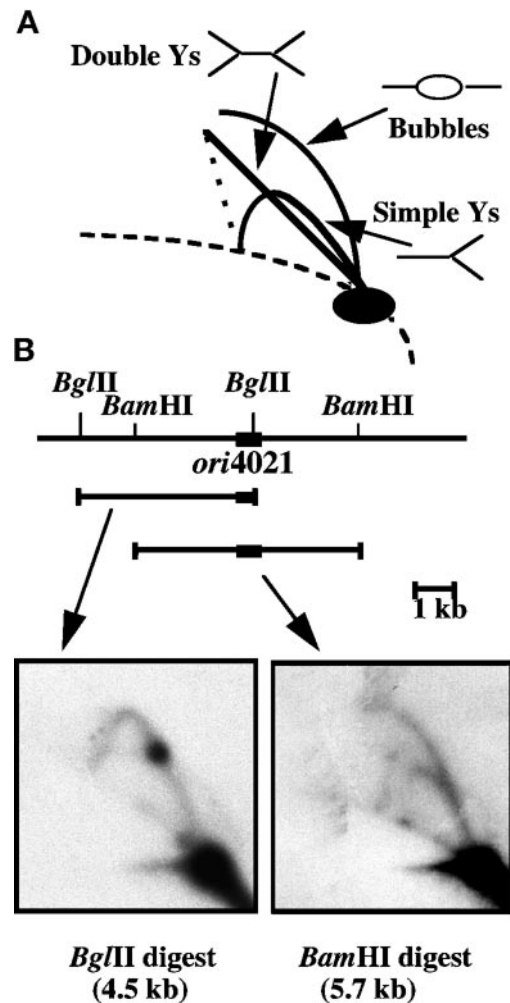 A
Double Ys
Bubbles
Simple Ys
B
BglII
BglII
BamHI
BamHI
ori4021
1 kb
BglII digest
(4.5 kb)
BamHI digest
(5.7 kb)